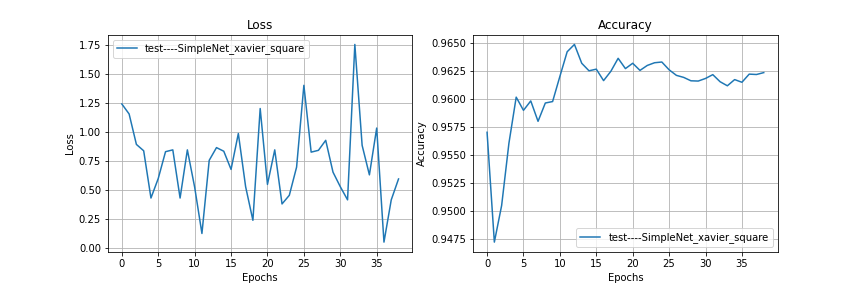 Loss
Loss
1.75
1.50
1.25
1.00
0.75
0.50
0.25
0.00
test----SimpleNet_xavier_square
0 5 10 15 20 25 30 35
Epochs
Accuracy
Accuracy
0.9650
0.9625
0.9600
0.9575
0.9550
0.9525
0.9500
0.9475
test----SimpleNet_xavier_square
0 5 10 15 20 25 30 35
Epochs